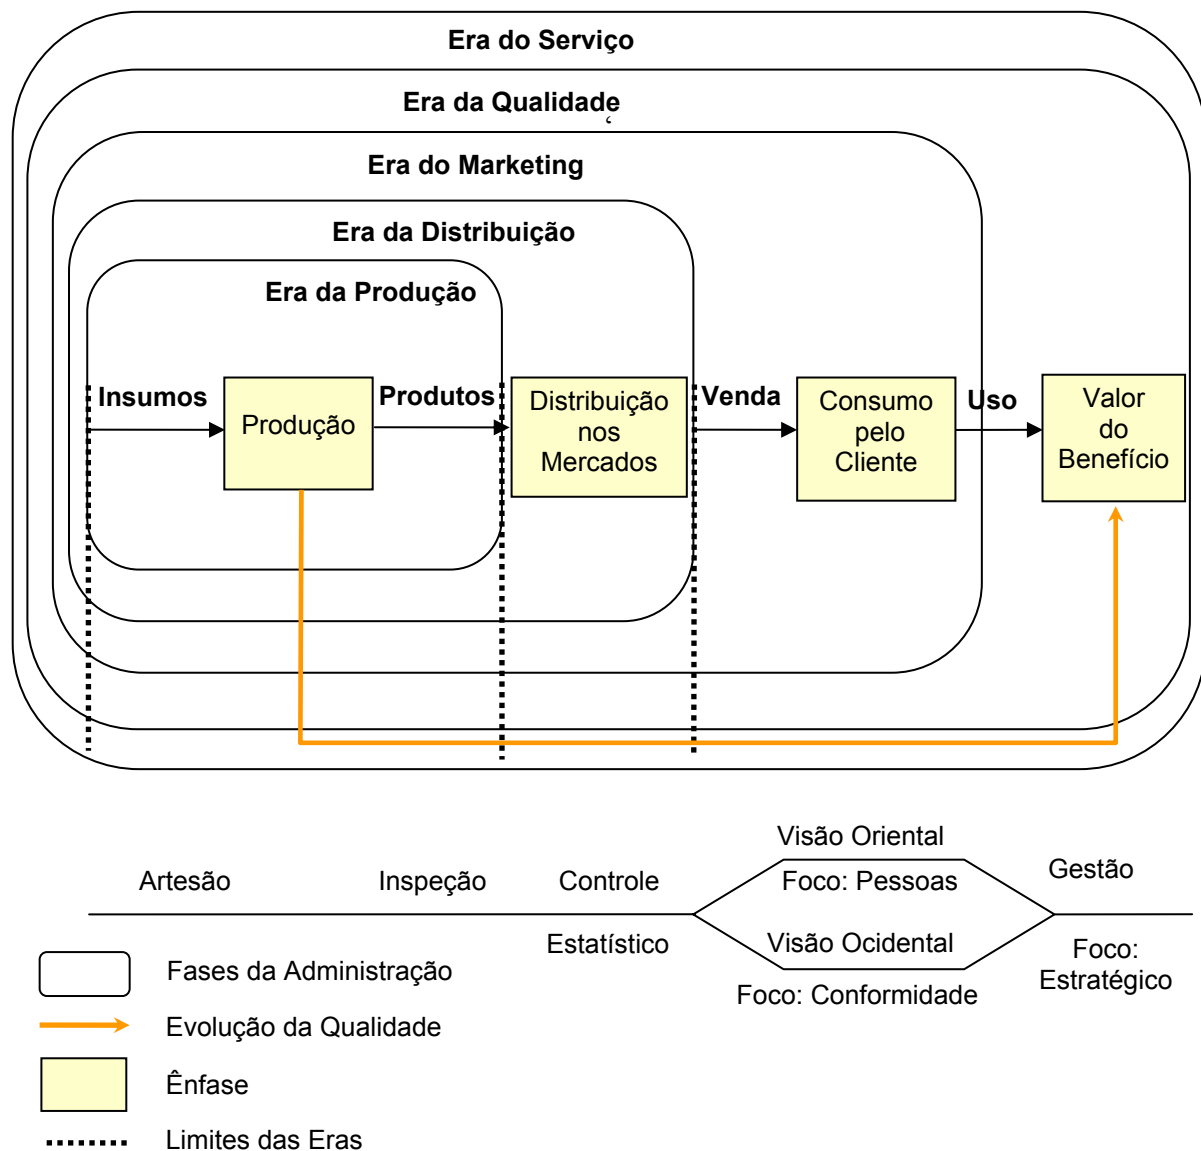 Era do Serviço
Era da Qualidade
Era do Marketing
Era da Distribuição
Era da Produção
Insumos
Produção
Produtos
Distribuição
nos
Mercados
Venda
Consumo
pelo
Cliente
Uso
Valor
do
Benefício
Visão Oriental
Artesão
Inspeção
Controle
Foco: Pessoas
Gestão
Estatístico
Visão Ocidental
Foco:
Estratégico
Foco: Conformidade
Fases da Administração
Evolução da Qualidade
Ênfase
Limites das Eras